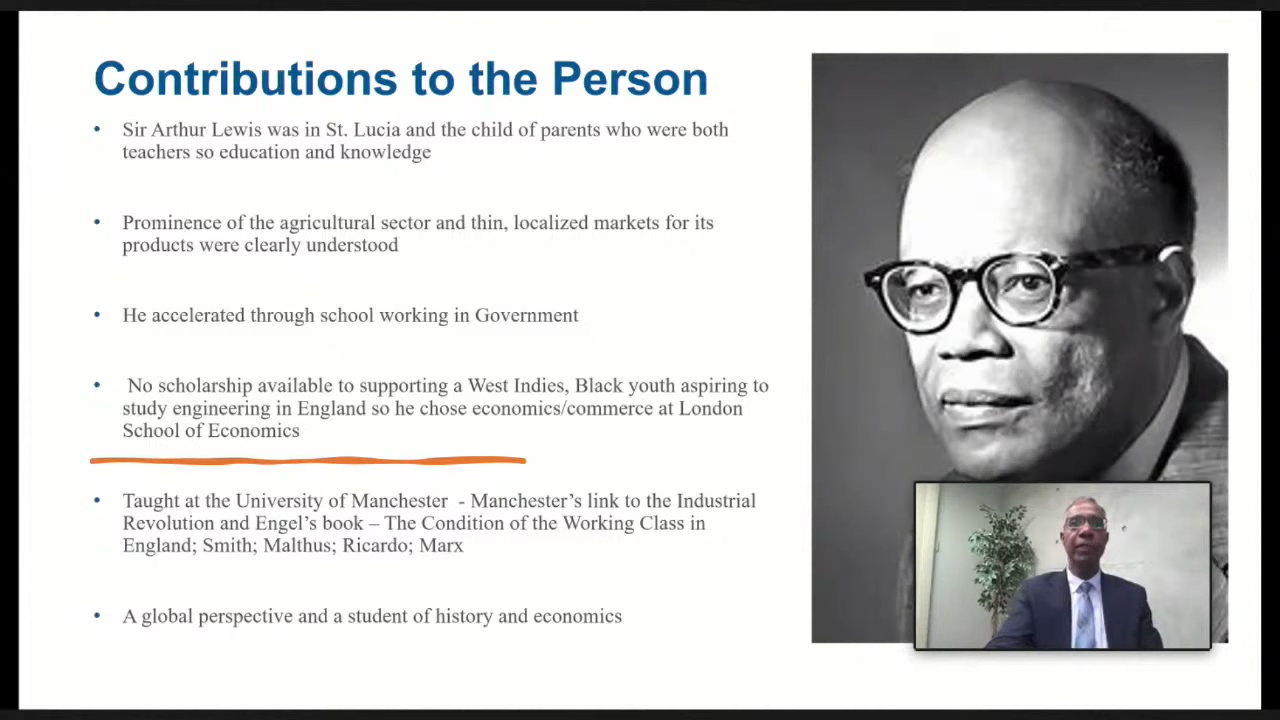 Contributions to the Person
• Sir Arthur Lewis was in St. Lucia and the child of parents who were both
teachers so education and knowledge
• Prominence of the agricultural sector and thin, localized markets for its
products were clearly understood
• He accelerated through school working in Government
• No scholarship available to supporting a West Indies, Black youth aspiring to
study engineering in England so he chose economics/commerce at London
School of Economics
• Taught at the University of Manchester - Manchester’s link to the Industrial
Revolution and Engel’s book – The Condition of the Working Class in
England; Smith; Malthus; Ricardo; Marx
• A global perspective and a student of history and economics